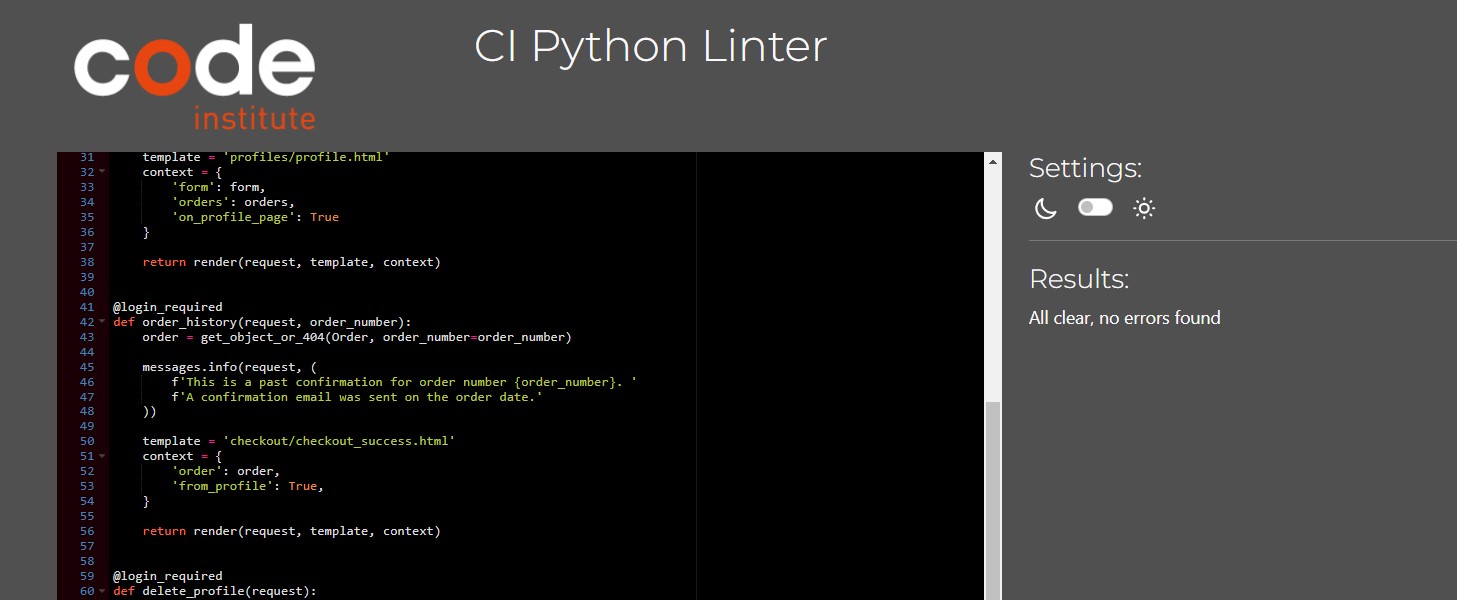 code
institute
CI Python Linter
31     template = 'profiles/profile.html'
32     context = {
33         'form': form,
34         'orders': orders,
35         'on_profile_page': True
36     }
37
38     return render(request, template, context)
39
40
41 @login_required
42 def order_history(request, order_number):
43     order = get_object_or_404(Order, order_number=order_number)
44
45     messages.info(request, (
46         f'This is a past confirmation for order number {order_number}. '
47         f'A confirmation email was sent on the order date.'
48     ))
49
50     template = 'checkout/checkout_success.html'
51     context = {
52         'order': order,
53         'from_profile': True,
54     }
55
56     return render(request, template, context)
57
58
59 @login_required
60 def delete_profile(request):
Settings:
Results:
All clear, no errors found